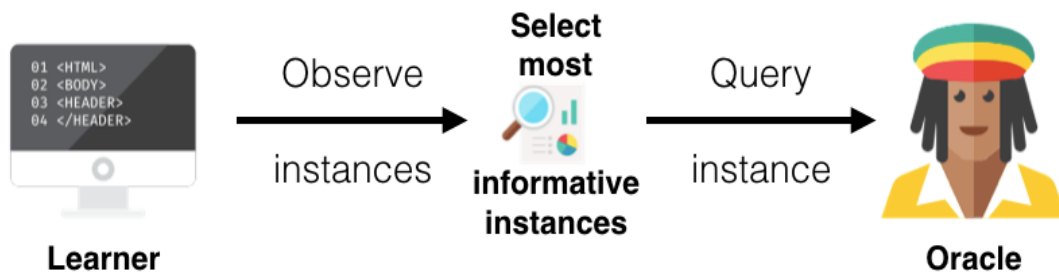 01 <HTML>
02 <BODY>
03 <HEADER>
04 </HEADER>
Learner
Observe
instances
Select
most
informative
instances
Query
instance
Oracle